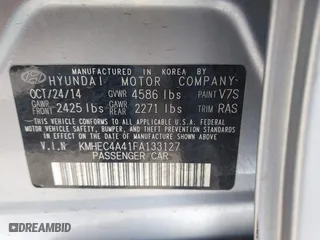 MANUFACTURED IN KOREA
HYUNDAI MOTOR COMPANY
OCT/24/14 GVWR 4586 lbs PAINT V7S
GAWR FRONT 2425 lbs GAWR REAR 2271 lbs TRIM RAS
THIS VEHICLE CONFORMS TO ALL APPLICABLE
FEDERAL MOTOR VEHICLE SAFETY, BUMPER,
AND THEFT PREVENTION STANDARDS IN EFFECT
ON THE DATE OF MANUFACTURE SHOWN ABOVE.
V.I.N KMHEC4A41FA133127
PASSENGER CAR
AUTO.BIDCARS